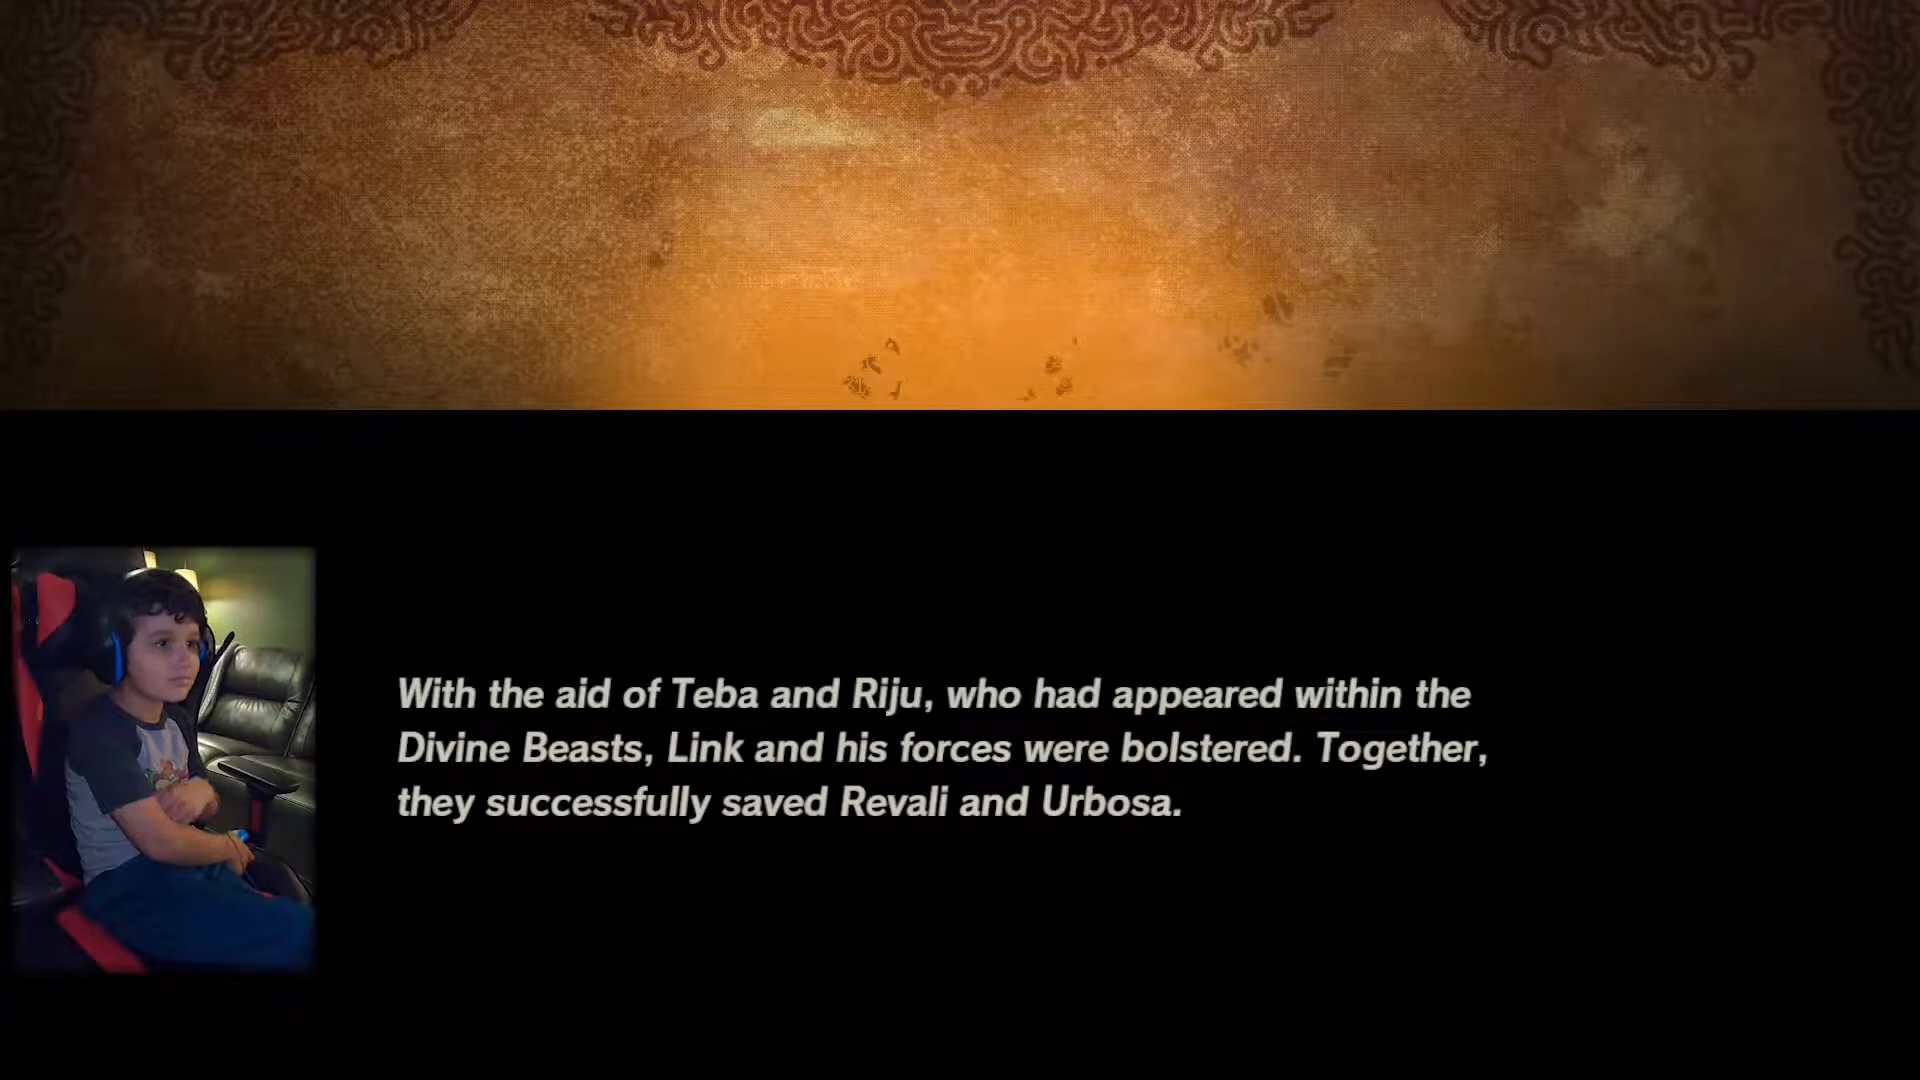 With the aid of Teba and Riju, who had appeared within the
Divine Beasts, Link and his forces were bolstered. Together,
they successfully saved Revali and Urbosa.